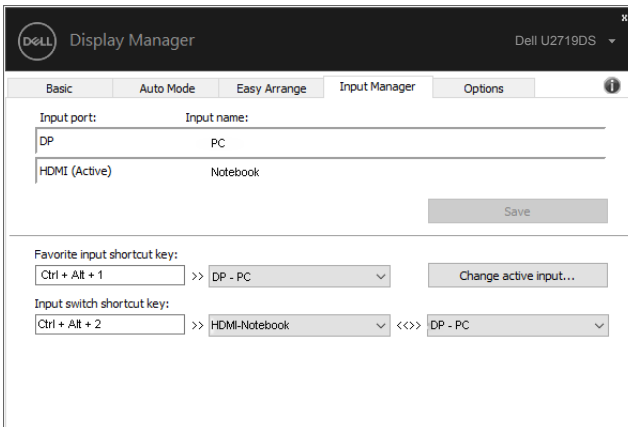 x
DELL Display Manager Dell U2719DS
Basic Auto Mode Easy Arrange Input Manager Options i
Input port: Input name:
DP PC
HDMI (Active) Notebook
Save
Favorite input shortcut key:
Ctrl + Alt + 1 >> DP - PC Change active input...
Input switch shortcut key:
Ctrl + Alt + 2 >> HDMI-Notebook <<>> DP - PC